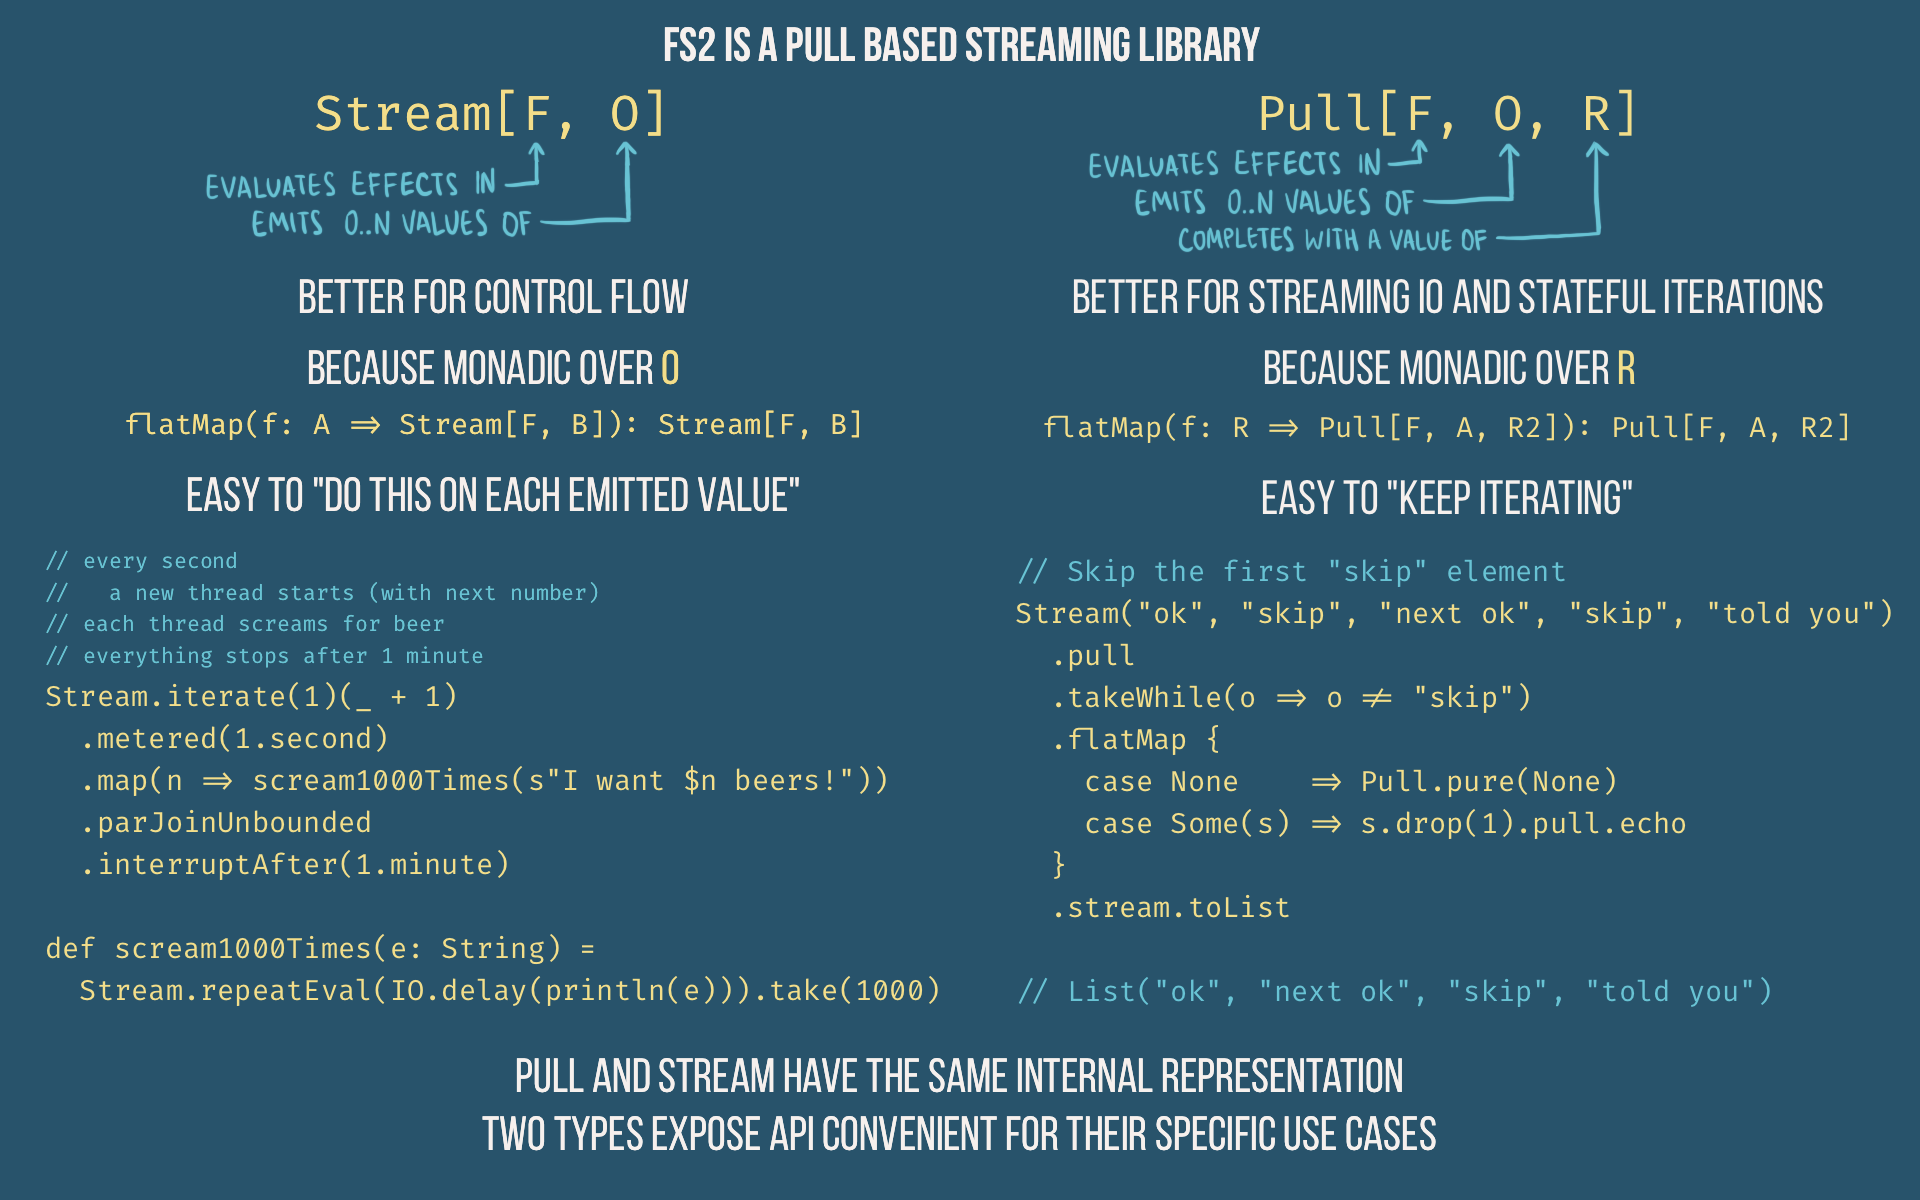 FS2 IS A PULL BASED STREAMING LIBRARY
Stream[F, O]
EVALUATES EFFECTS IN
EMITS 0..N VALUES OF
BETTER FOR CONTROL FLOW
BECAUSE MONADIC OVER O
flatMap(f: A => Stream[F, B]): Stream[F, B]
EASY TO "DO THIS ON EACH EMITTED VALUE"
// every second
//   a new thread starts (with next number)
// each thread screams for beer
// everything stops after 1 minute
Stream.iterate(1)(_ + 1)
  .metered(1.second)
  .map(n => scream1000Times(s"I want $n beers!"))
  .parJoinUnbounded
  .interruptAfter(1.minute)
def scream1000Times(e: String) =
  Stream.repeatEval(IO.delay(println(e))).take(1000)
Pull[F, O, R]
EVALUATES EFFECTS IN
EMITS 0..N VALUES OF
COMPLETES WITH A VALUE OF
BETTER FOR STREAMING IO AND STATEFUL ITERATIONS
BECAUSE MONADIC OVER R
flatMap(f: R => Pull[F, A, R2]): Pull[F, A, R2]
EASY TO "KEEP ITERATING"
// Skip the first "skip" element
Stream("ok", "skip", "next ok", "skip", "told you")
  .pull
  .takeWhile(o => o != "skip")
  .flatMap {
    case None    => Pull.pure(None)
    case Some(s) => s.drop(1).pull.echo
  }
  .stream.toList
// List("ok", "next ok", "skip", "told you")
PULL AND STREAM HAVE THE SAME INTERNAL REPRESENTATION
TWO TYPES EXPOSE API CONVENIENT FOR THEIR SPECIFIC USE CASES